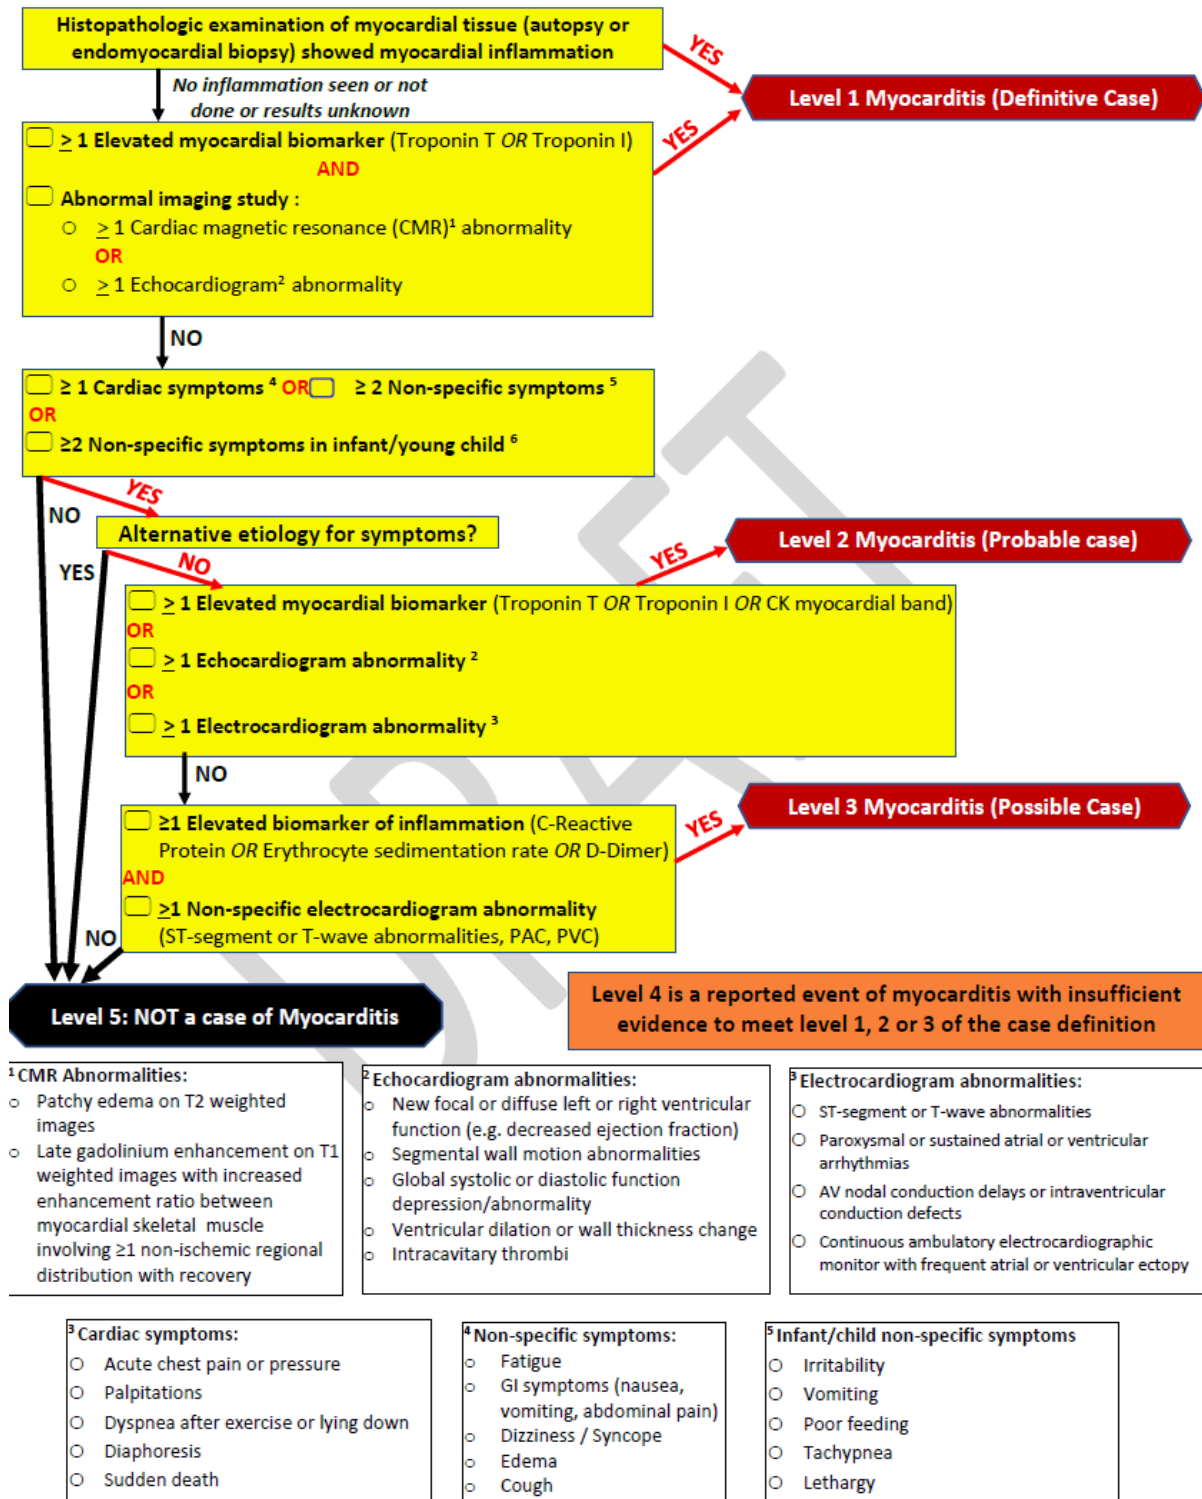 Histopathologic examination of myocardial tissue (autopsy or
endomyocardial biopsy) showed myocardial inflammation
YES
No inflammation seen or not
done or results unknown
Level 1 Myocarditis (Definitive Case)
YES
≥ 1 Elevated myocardial biomarker (Troponin T OR Troponin I)
AND
Abnormal imaging study :
○ ≥ 1 Cardiac magnetic resonance (CMR)¹ abnormality
OR
○ ≥ 1 Echocardiogram² abnormality
NO
≥ 1 Cardiac symptoms ⁴ OR ≥ 2 Non-specific symptoms ⁵
OR
≥2 Non-specific symptoms in infant/young child ⁶
YES
NO
Alternative etiology for symptoms?
YES
NO
YES
Level 2 Myocarditis (Probable case)
≥ 1 Elevated myocardial biomarker (Troponin T OR Troponin I OR CK myocardial band)
OR
≥ 1 Echocardiogram abnormality ²
OR
≥ 1 Electrocardiogram abnormality ³
NO
≥1 Elevated biomarker of inflammation (C-Reactive
Protein OR Erythrocyte sedimentation rate OR D-Dimer)
AND
≥1 Non-specific electrocardiogram abnormality
(ST-segment or T-wave abnormalities, PAC, PVC)
YES
Level 3 Myocarditis (Possible Case)
NO
DRAFT
Level 5: NOT a case of Myocarditis
Level 4 is a reported event of myocarditis with insufficient
evidence to meet level 1, 2 or 3 of the case definition
¹ CMR Abnormalities:
○ Patchy edema on T2 weighted
images
○ Late gadolinium enhancement on T1
weighted images with increased
enhancement ratio between
myocardial skeletal muscle
involving ≥1 non-ischemic regional
distribution with recovery
² Echocardiogram abnormalities:
○ New focal or diffuse left or right ventricular
function (e.g. decreased ejection fraction)
○ Segmental wall motion abnormalities
○ Global systolic or diastolic function
depression/abnormality
○ Ventricular dilation or wall thickness change
○ Intracavitary thrombi
³ Electrocardiogram abnormalities:
○ ST-segment or T-wave abnormalities
○ Paroxysmal or sustained atrial or ventricular
arrhythmias
○ AV nodal conduction delays or intraventricular
conduction defects
○ Continuous ambulatory electrocardiographic
monitor with frequent atrial or ventricular ectopy
³ Cardiac symptoms:
○ Acute chest pain or pressure
○ Palpitations
○ Dyspnea after exercise or lying down
○ Diaphoresis
○ Sudden death
⁴ Non-specific symptoms:
○ Fatigue
○ GI symptoms (nausea,
vomiting, abdominal pain)
○ Dizziness / Syncope
○ Edema
○ Cough
⁵ Infant/child non-specific symptoms
○ Irritability
○ Vomiting
○ Poor feeding
○ Tachypnea
○ Lethargy